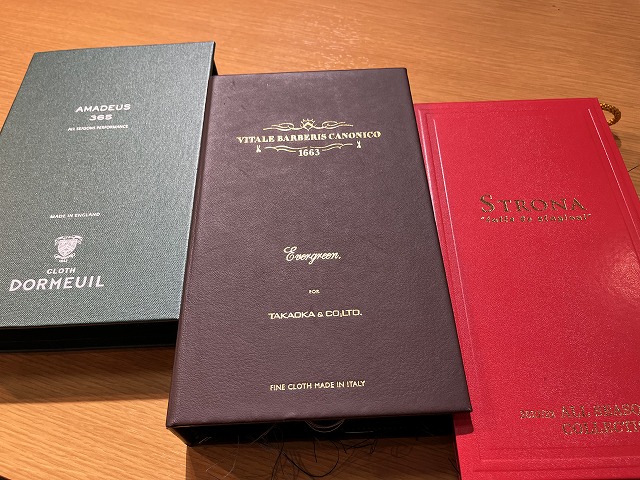 AMADEUS
365
ALL SEASONS PERFORMANCE
MADE IN ENGLAND
CLOTH
DORMEUIL
VITALE BARBERIS CANONICO
1663
Evergreen.
FOR
TAKAOKA & CO.,LTD.
FINE CLOTH MADE IN ITALY
STRONA
ALL